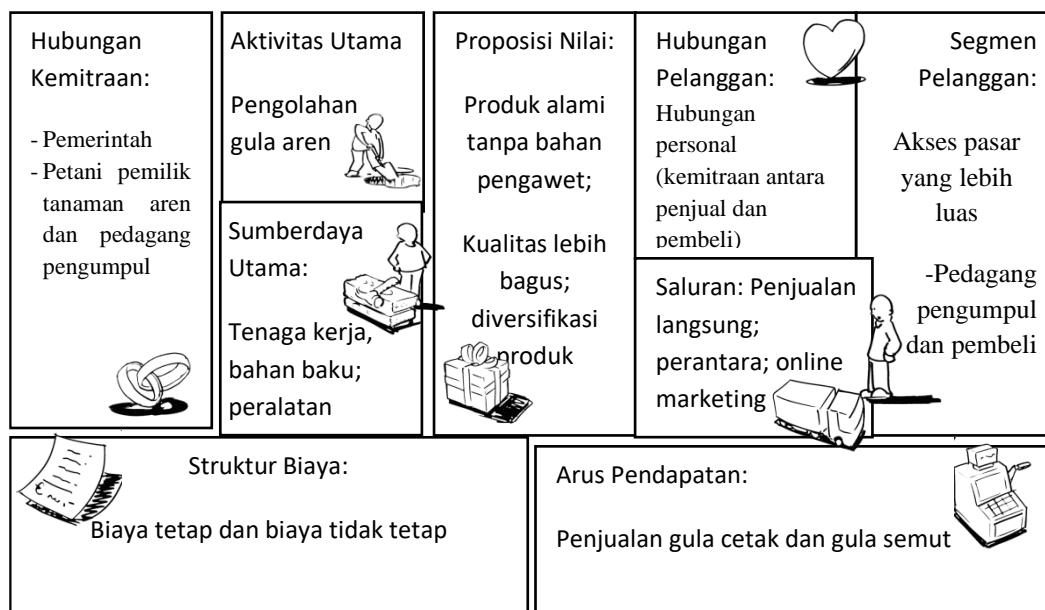 Hubungan
Kemitraan:
- Pemerintah
- Petani pemilik
tanaman aren
dan pedagang
pengumpul
Aktivitas Utama
Pengolahan
gula aren
Sumberdaya
Utama:
Tenaga kerja,
bahan baku;
peralatan
Proposisi Nilai:
Produk alami
tanpa bahan
pengawet;
Kualitas lebih
bagus;
diversifikasi
produk
Hubungan
Pelanggan:
Hubungan
personal
(kemitraan antara
penjual dan
pembeli)
Saluran: Penjualan
langsung;
perantara; online
marketing
Segmen
Pelanggan:
Akses pasar
yang lebih
luas
-Pedagang
pengumpul
dan pembeli
Struktur Biaya:
Biaya tetap dan biaya tidak tetap
Arus Pendapatan:
Penjualan gula cetak dan gula semut